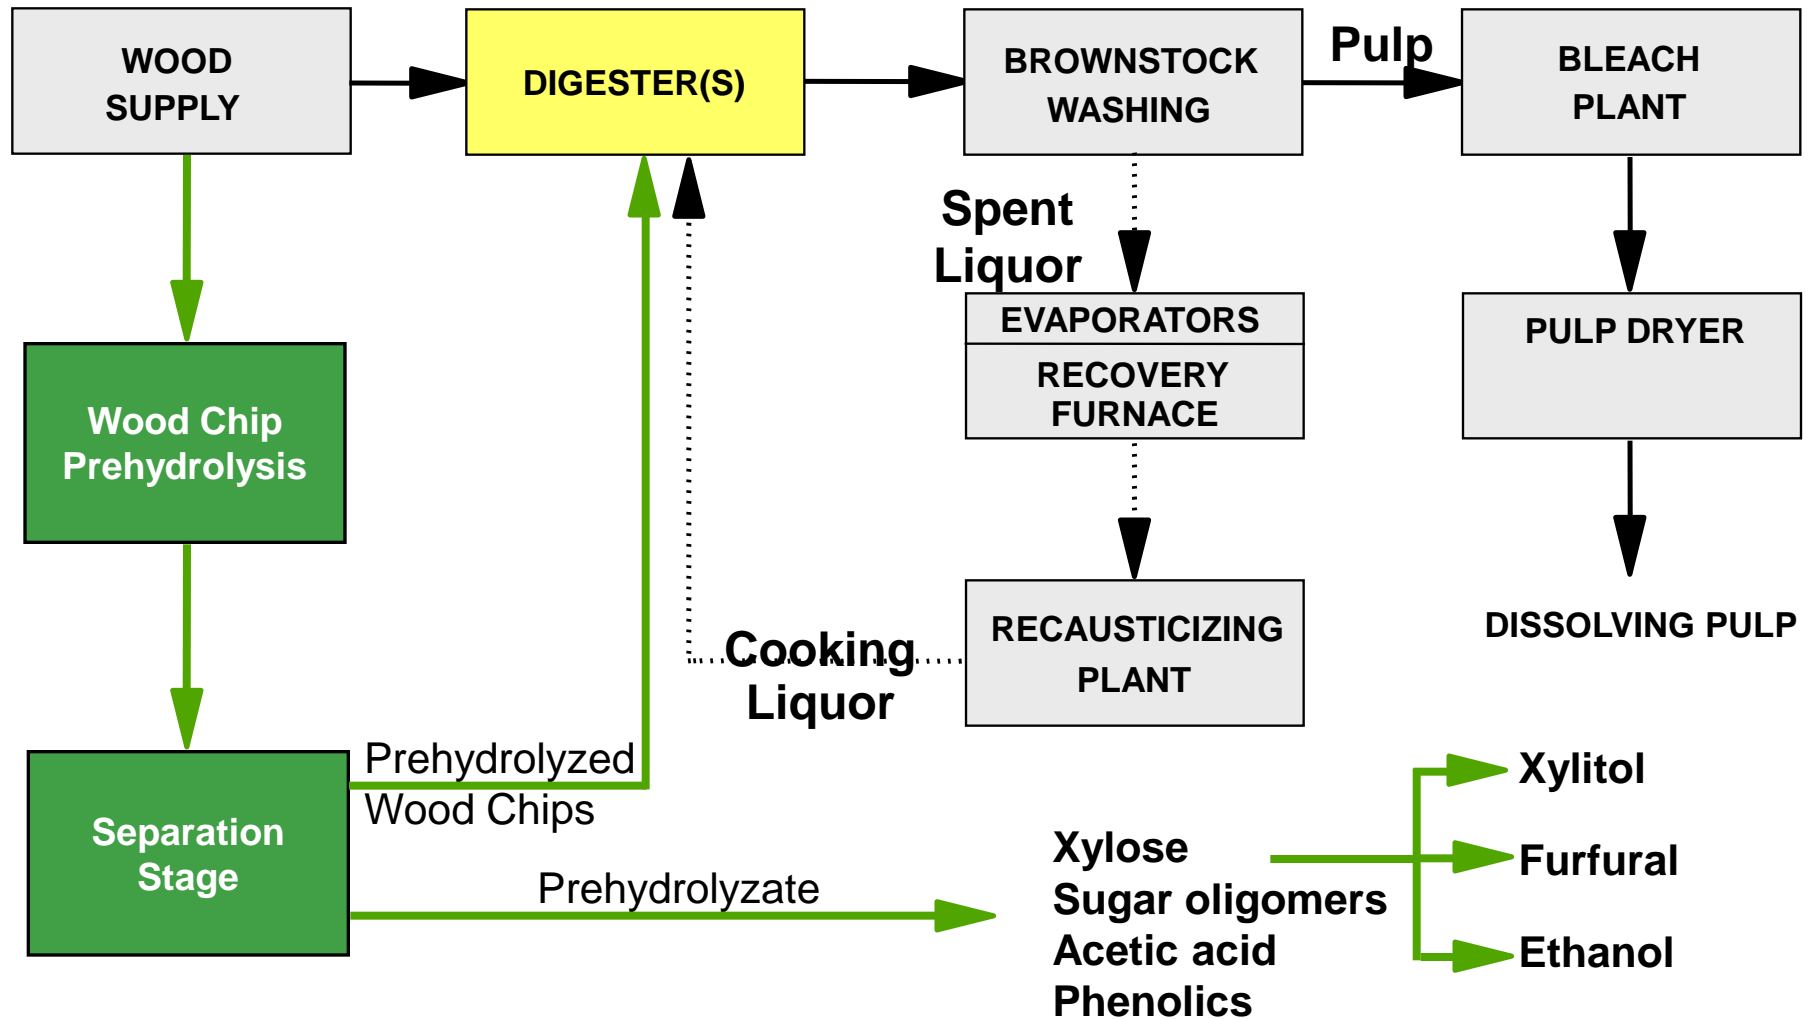 WOOD
SUPPLY
DIGESTER(S)
BROWNSTOCK
WASHING
Pulp
BLEACH
PLANT
Spent
Liquor
EVAPORATORS
RECOVERY
FURNACE
PULP DRYER
Wood Chip
Prehydrolysis
RECAUSTICIZING
PLANT
DISSOLVING PULP
Cooking
Liquor
Separation
Stage
Prehydrolyzed
Wood Chips
Prehydrolyzate
Xylose
Sugar oligomers
Acetic acid
Phenolics
Xylitol
Furfural
Ethanol